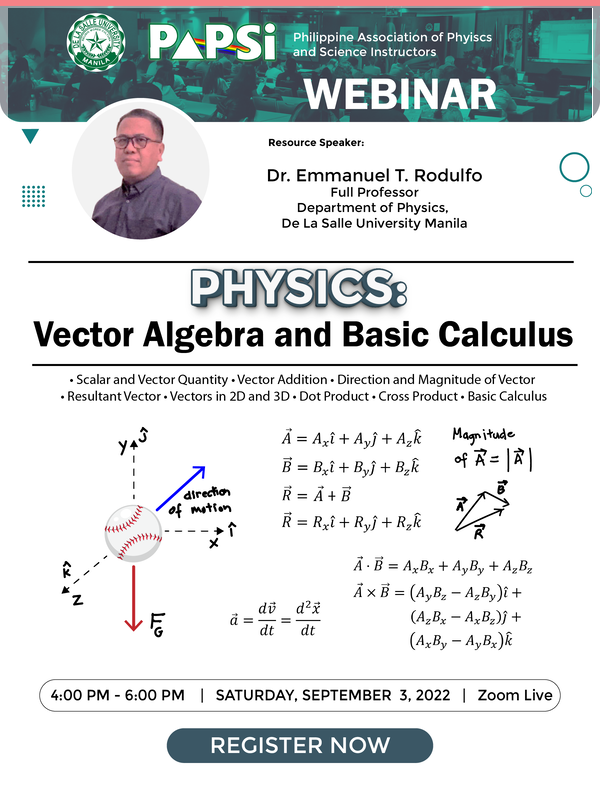 DE LA SALLE UNIVERSITY
MANILA
PAPSi
Philippine Association of Phyiscs
and Science Instructors
WEBINAR
Resource Speaker:
Dr. Emmanuel T. Rodulfo
Full Professor
Department of Physics,
De La Salle University Manila
PHYSICS:
Vector Algebra and Basic Calculus
• Scalar and Vector Quantity • Vector Addition • Direction and Magnitude of Vector
• Resultant Vector • Vectors in 2D and 3D • Dot Product • Cross Product • Basic Calculus
y ĵ
direction
of motion
î
x
k̂
z
F_G
A⃗ = A_x î + A_y ĵ + A_z k̂
B⃗ = B_x î + B_y ĵ + B_z k̂
R⃗ = A⃗ + B⃗
R⃗ = R_x î + R_y ĵ + R_z k̂
Magnitude
of A⃗ = |A⃗|
B⃗
A⃗
R⃗
A⃗ · B⃗ = A_xB_x + A_yB_y + A_zB_z
A⃗ × B⃗ = (A_yB_z − A_zB_y)î +
(A_zB_x − A_xB_z)ĵ +
(A_xB_y − A_yB_x)k̂
a⃗ = dv⃗/dt = d²x⃗/dt
4:00 PM - 6:00 PM | SATURDAY, SEPTEMBER 3, 2022 | Zoom Live
REGISTER NOW